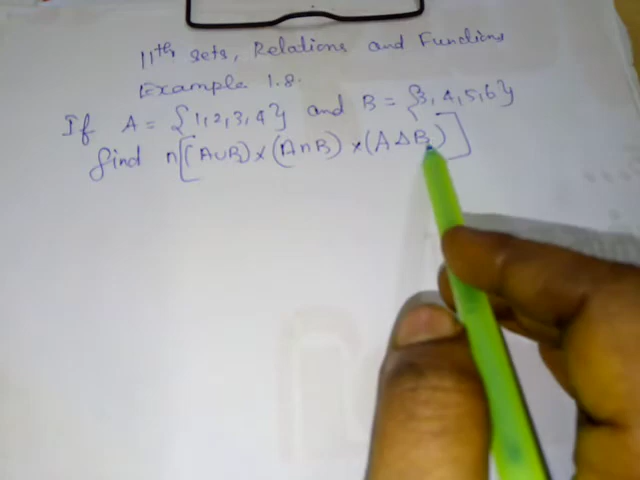 11th sets, Relations and Functions
Example 1.8.
If A = {1,2,3,4} and B = {3,4,5,6}
find n[(A∪B)×(A∩B)×(AΔB)]